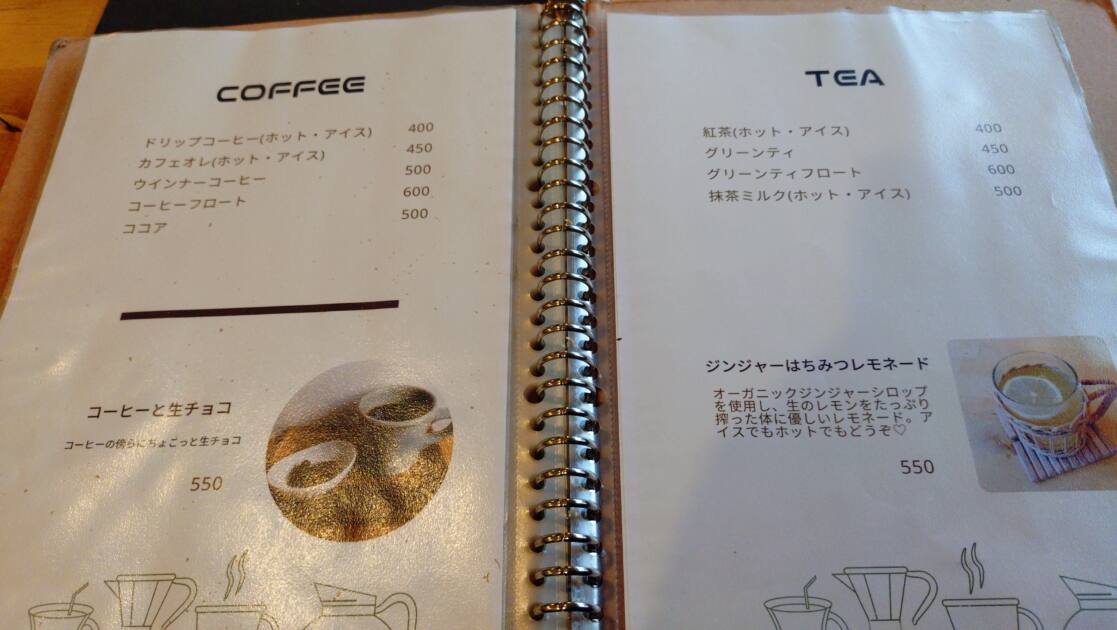 COFFEE
ドリップコーヒー(ホット・アイス) 400
カフェオレ(ホット・アイス) 450
ウインナーコーヒー 500
コーヒーフロート 600
ココア 500
コーヒーと生チョコ
コーヒーの傍らにちょこっと生チョコ
550
TEA
紅茶(ホット・アイス) 400
グリーンティ 450
グリーンティフロート 600
抹茶ミルク(ホット・アイス) 500
ジンジャーはちみつレモネード
オーガニックジンジャーシロップ
を使用し、生のレモンをたっぷり
搾った体に優しいレモネード。ア
イスでもホットでもどうぞ♡
550